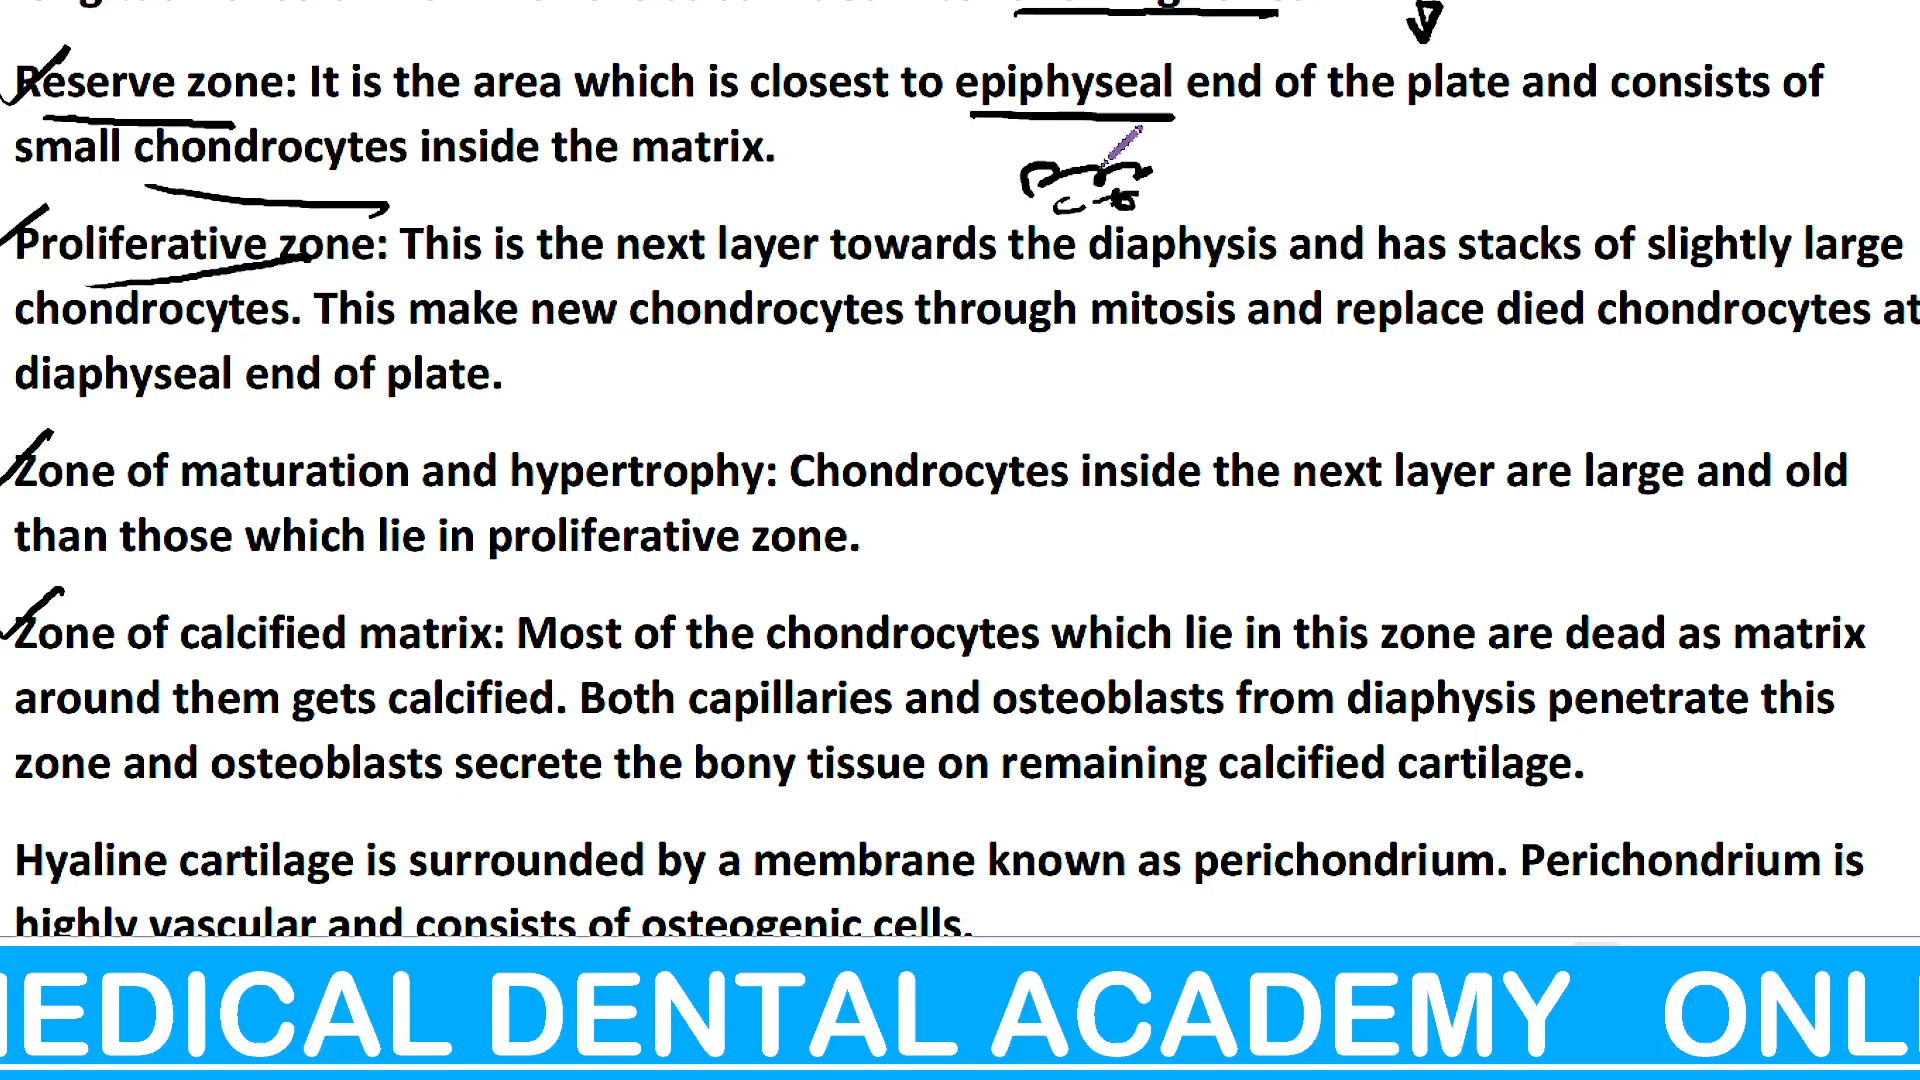 Reserve zone: It is the area which is closest to epiphyseal end of the plate and consists of
small chondrocytes inside the matrix.
Proliferative zone: This is the next layer towards the diaphysis and has stacks of slightly large
chondrocytes. This make new chondrocytes through mitosis and replace died chondrocytes at
diaphyseal end of plate.
Zone of maturation and hypertrophy: Chondrocytes inside the next layer are large and old
than those which lie in proliferative zone.
Zone of calcified matrix: Most of the chondrocytes which lie in this zone are dead as matrix
around them gets calcified. Both capillaries and osteoblasts from diaphysis penetrate this
zone and osteoblasts secrete the bony tissue on remaining calcified cartilage.
Hyaline cartilage is surrounded by a membrane known as perichondrium. Perichondrium is
highly vascular and consists of osteogenic cells.
MEDICAL DENTAL ACADEMY ONL